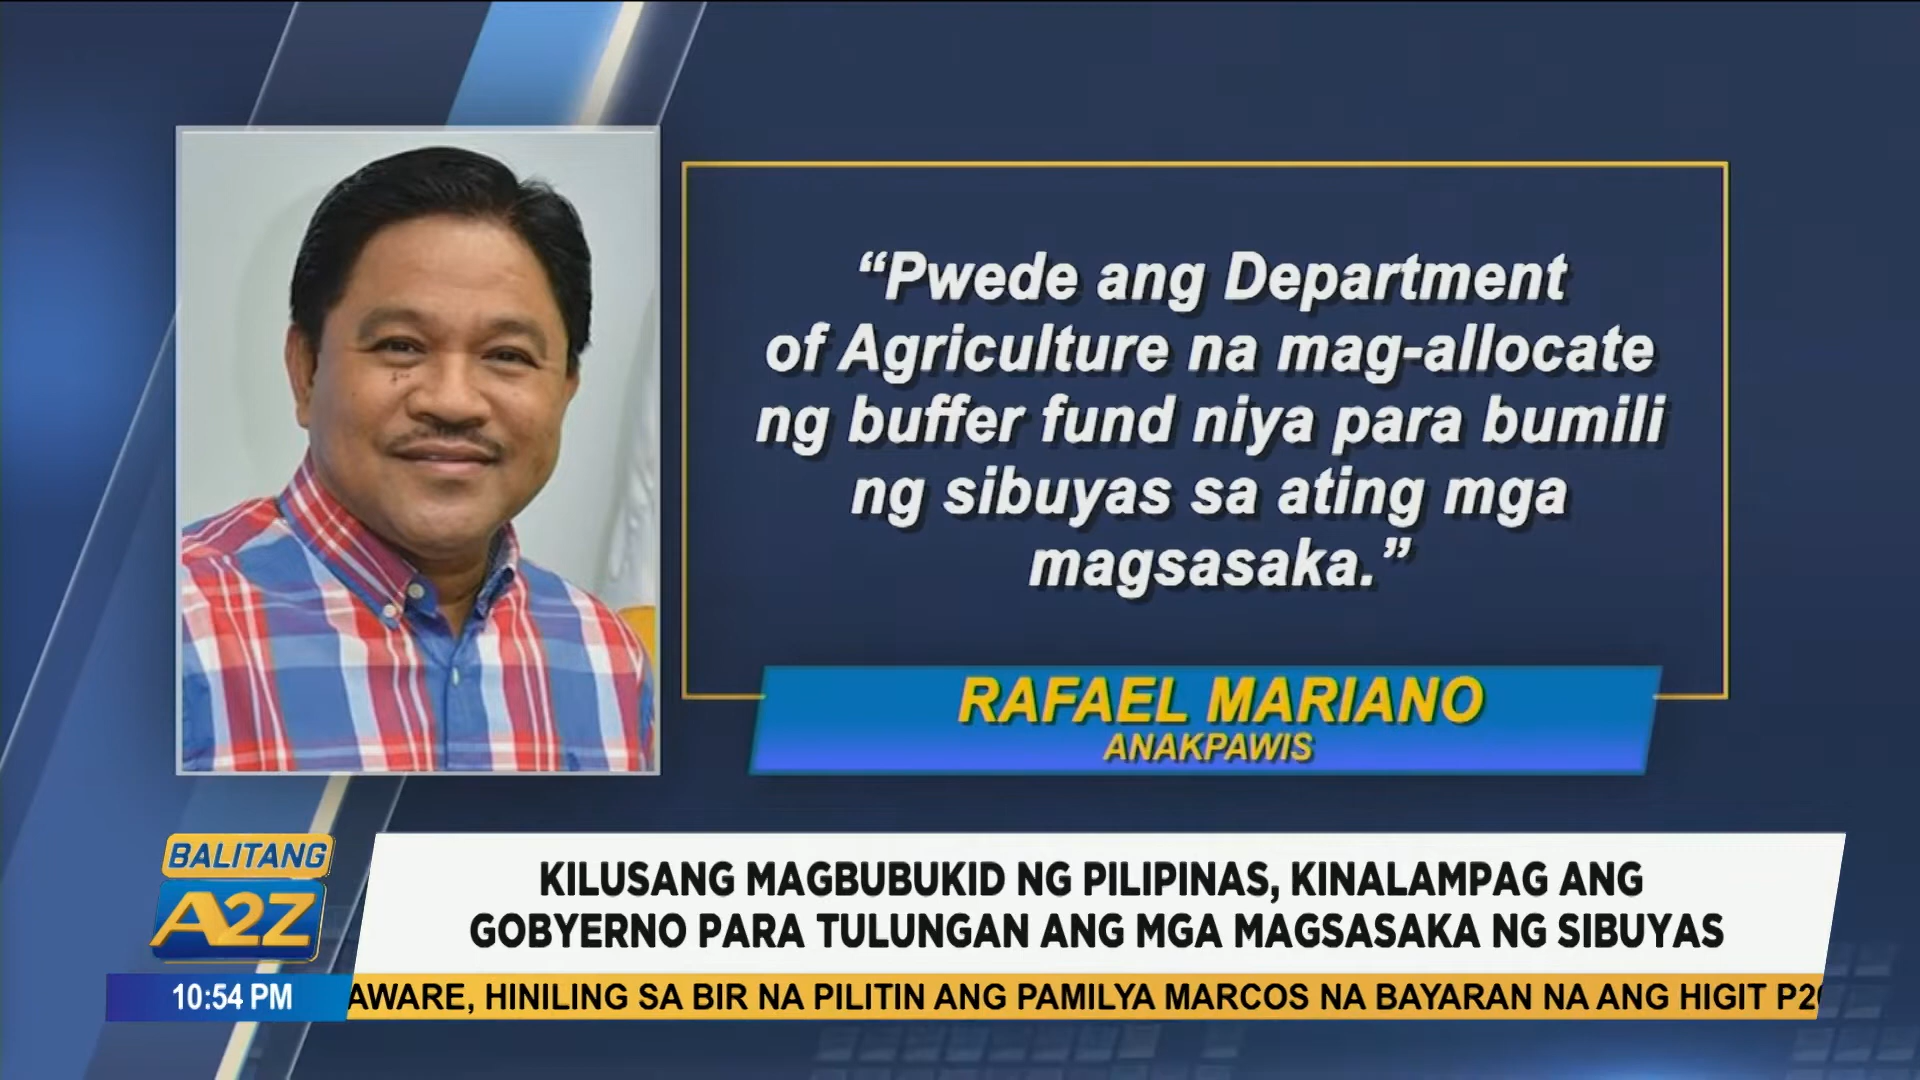 “Pwede ang Department
of Agriculture na mag-allocate
ng buffer fund niya para bumili
ng sibuyas sa ating mga
magsasaka.”
RAFAEL MARIANO
ANAKPAWIS
BALITANG
A2Z
KILUSANG MAGBUBUKID NG PILIPINAS, KINALAMPAG ANG
GOBYERNO PARA TULUNGAN ANG MGA MAGSASAKA NG SIBUYAS
10:54 PM
AWARE, HINILING SA BIR NA PILITIN ANG PAMILYA MARCOS NA BAYARAN NA ANG HIGIT